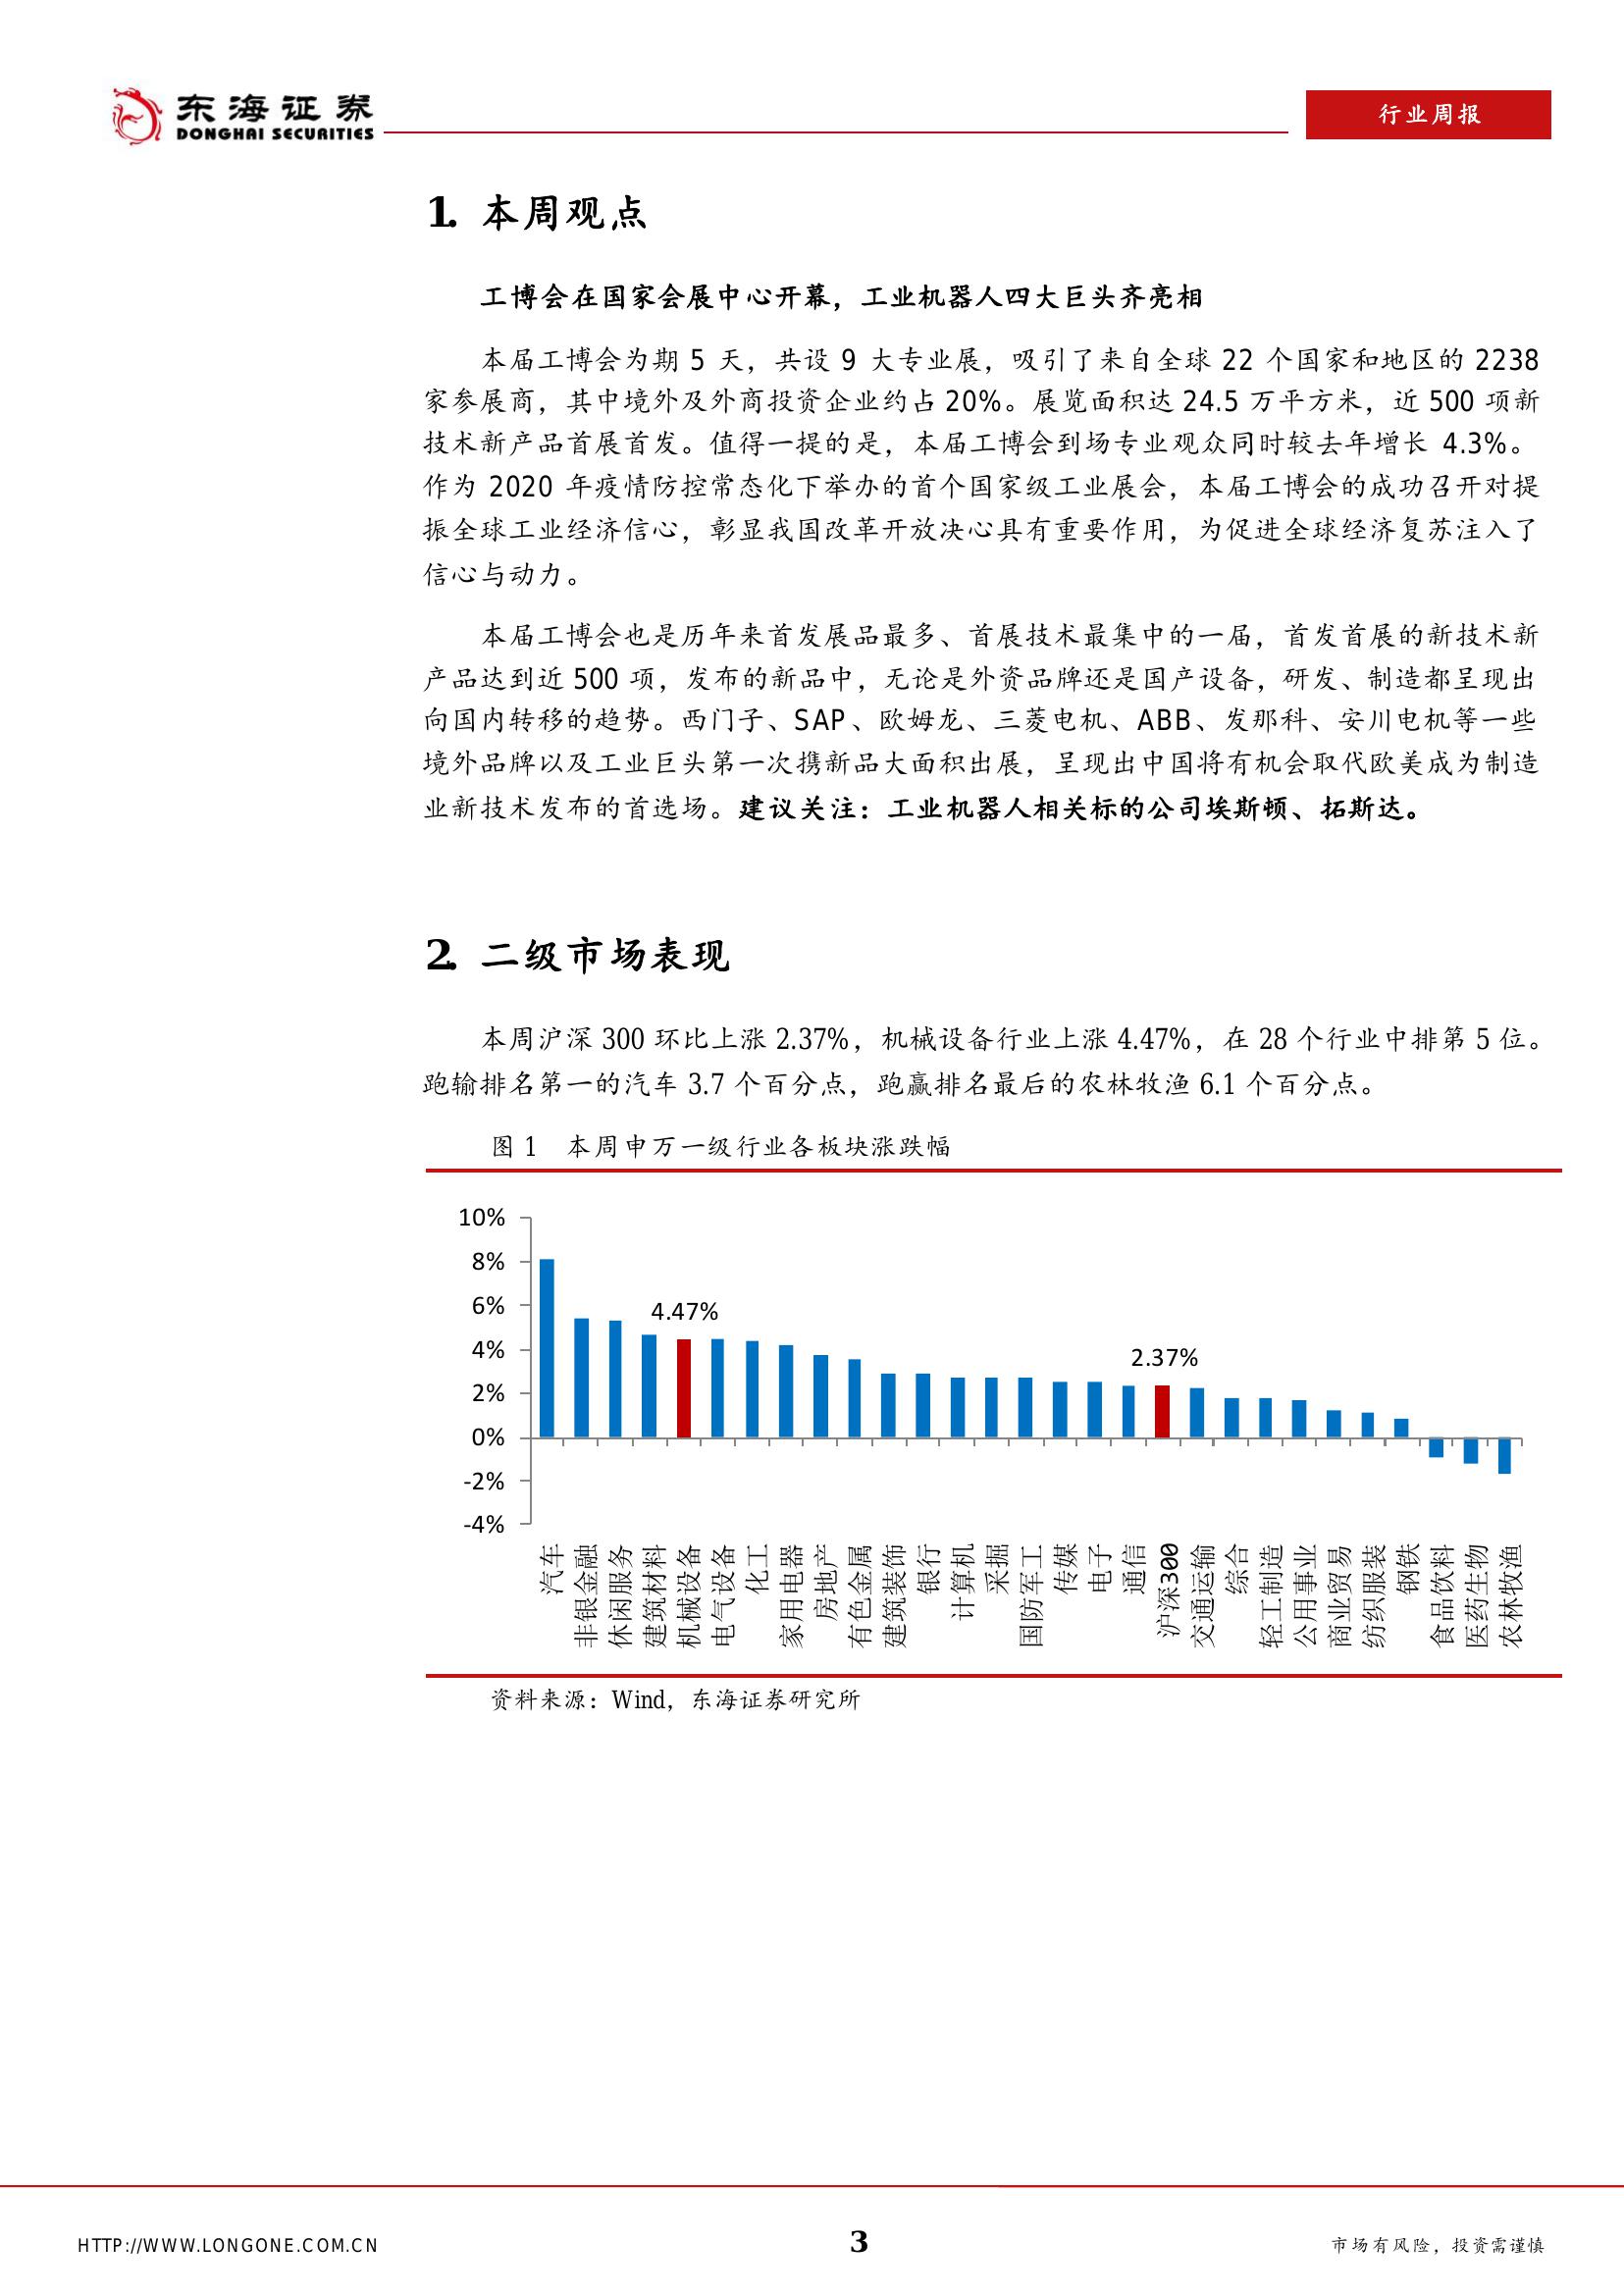 东海证券
DONGHAI SECURITIES
行业周报
1. 本周观点
工博会在国家会展中心开幕，工业机器人四大巨头齐亮相
本届工博会为期 5 天，共设 9 大专业展，吸引了来自全球 22 个国家和地区的 2238
家参展商，其中境外及外商投资企业约占 20%。展览面积达 24.5 万平方米，近 500 项新
技术新产品首展首发。值得一提的是，本届工博会到场专业观众同时较去年增长 4.3%。
作为 2020 年疫情防控常态化下举办的首个国家级工业展会，本届工博会的成功召开对提
振全球工业经济信心，彰显我国改革开放决心具有重要作用，为促进全球经济复苏注入了
信心与动力。
本届工博会也是历年来首发展品最多、首展技术最集中的一届，首发首展的新技术新
产品达到近 500 项，发布的新品中，无论是外资品牌还是国产设备，研发、制造都呈现出
向国内转移的趋势。西门子、SAP、欧姆龙、三菱电机、ABB、发那科、安川电机等一些
境外品牌以及工业巨头第一次携新品大面积出展，呈现出中国将有机会取代欧美成为制造
业新技术发布的首选场。建议关注：工业机器人相关标的公司埃斯顿、拓斯达。
2. 二级市场表现
本周沪深 300 环比上涨 2.37%，机械设备行业上涨 4.47%，在 28 个行业中排第 5 位。
跑输排名第一的汽车 3.7 个百分点，跑赢排名最后的农林牧渔 6.1 个百分点。
图 1 本周申万一级行业各板块涨跌幅
10%
8%
6%
4%
2%
0%
-2%
-4%
4.47%
2.37%
汽车
非银金融
休闲服务
建筑材料
机械设备
电气设备
化工
家用电器
房地产
有色金属
建筑装饰
银行
计算机
采掘
国防军工
传媒
电子
通信
沪深300
交通运输
综合
轻工制造
公用事业
商业贸易
纺织服装
钢铁
食品饮料
医药生物
农林牧渔
资料来源：Wind，东海证券研究所
HTTP://WWW.LONGONE.COM.CN
3
市场有风险，投资需谨慎